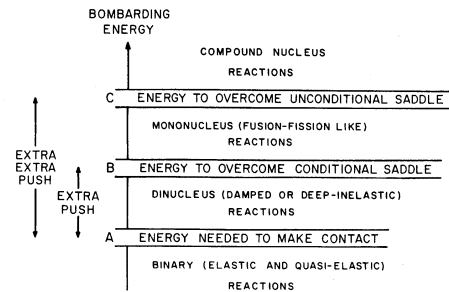 BOMBARDING
ENERGY
COMPOUND NUCLEUS
REACTIONS
C ENERGY TO OVERCOME UNCONDITIONAL SADDLE
MONONUCLEUS (FUSION-FISSION LIKE)
REACTIONS
EXTRA
EXTRA
PUSH
B ENERGY TO OVERCOME CONDITIONAL SADDLE
EXTRA
PUSH
DINUCLEUS (DAMPED OR DEEP-INELASTIC)
REACTIONS
A ENERGY NEEDED TO MAKE CONTACT
BINARY (ELASTIC AND QUASI-ELASTIC)
REACTIONS